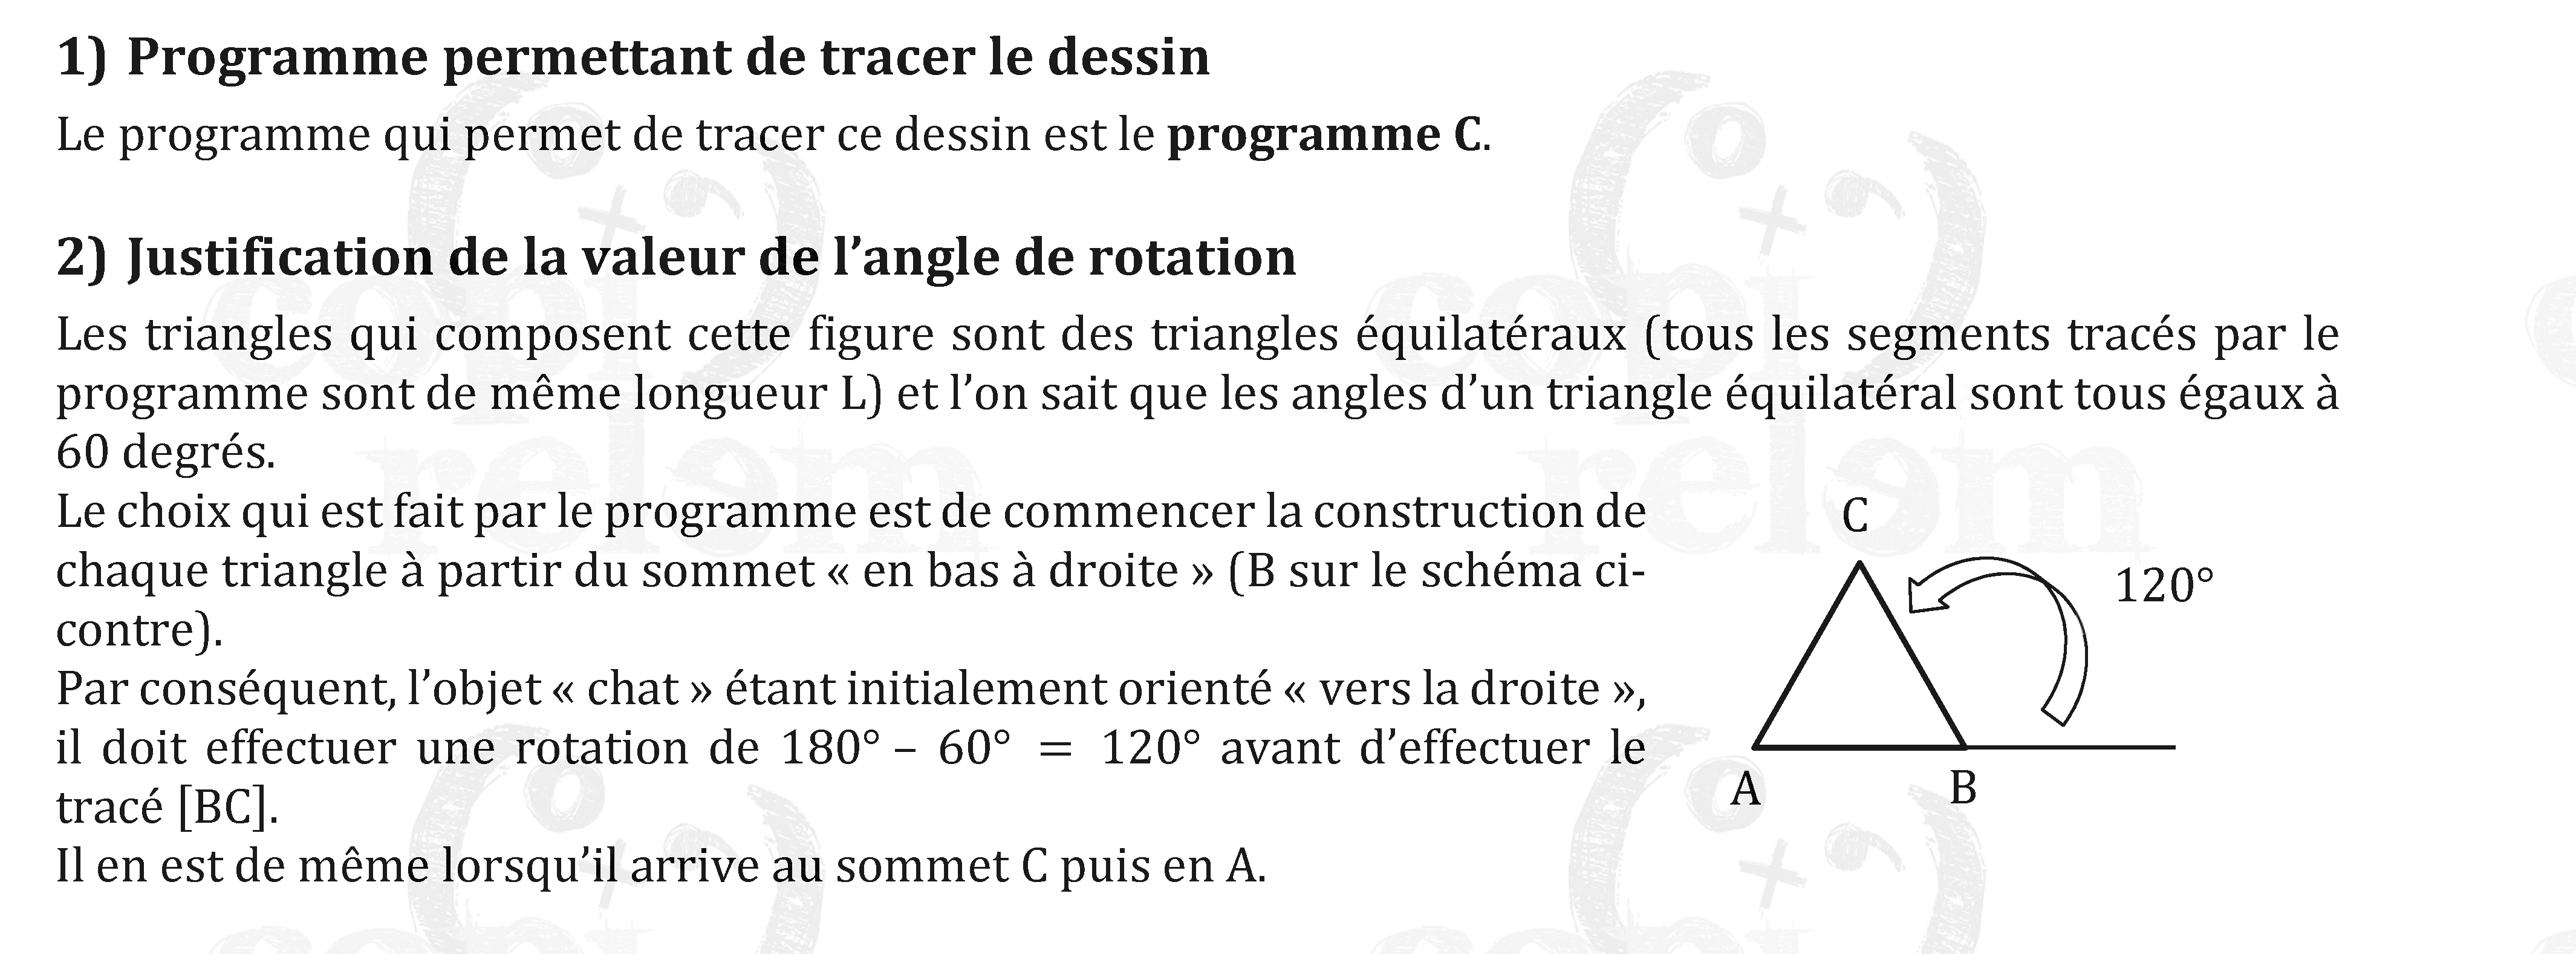 1) Programme permettant de tracer le dessin
Le programme qui permet de tracer ce dessin est le programme C.
2) Justification de la valeur de l’angle de rotation
Les triangles qui composent cette figure sont des triangles équilatéraux (tous les segments tracés par le
programme sont de même longueur L) et l’on sait que les angles d’un triangle équilatéral sont tous égaux à
60 degrés.
Le choix qui est fait par le programme est de commencer la construction de
chaque triangle à partir du sommet « en bas à droite » (B sur le schéma ci-
contre).
Par conséquent, l’objet « chat » étant initialement orienté « vers la droite »,
il doit effectuer une rotation de 180° – 60° = 120° avant d’effectuer le
tracé [BC].
Il en est de même lorsqu’il arrive au sommet C puis en A.
C
120°
A
B
copi
relem
copi
relem